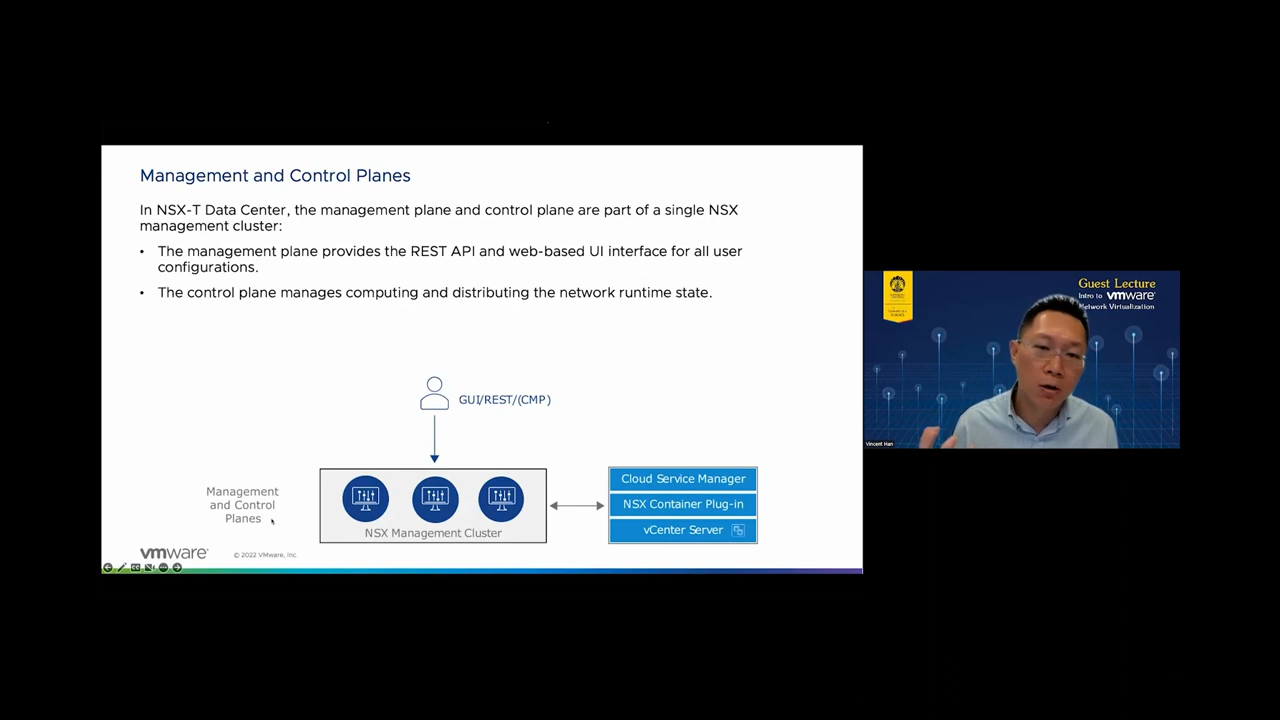 Management and Control Planes
In NSX-T Data Center, the management plane and control plane are part of a single NSX
management cluster:
• The management plane provides the REST API and web-based UI interface for all user
configurations.
• The control plane manages computing and distributing the network runtime state.
GUI/REST/(CMP)
Management
and Control
Planes
NSX Management Cluster
Cloud Service Manager
NSX Container Plug-in
vCenter Server
vmware®
© 2022 VMware, Inc.
Guest Lecture
Intro to vmware®
Network Virtualization
Vincent Han